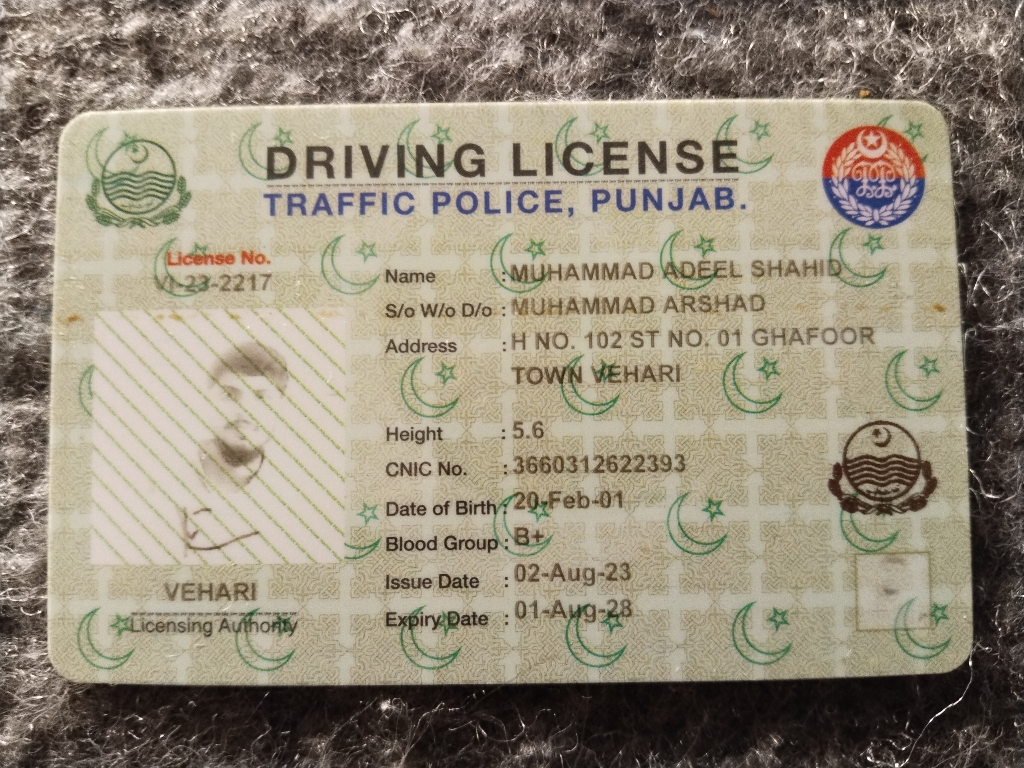 DRIVING LICENSE
TRAFFIC POLICE, PUNJAB.
License No.
VI-23-2217
Name : MUHAMMAD ADEEL SHAHID
S/o W/o D/o : MUHAMMAD ARSHAD
Address : H NO. 102 ST NO. 01 GHAFOOR
TOWN VEHARI
Height : 5.6
CNIC No. : 3660312622393
Date of Birth : 20-Feb-01
Blood Group : B+
Issue Date : 02-Aug-23
Expiry Date : 01-Aug-28
VEHARI
Licensing Authority